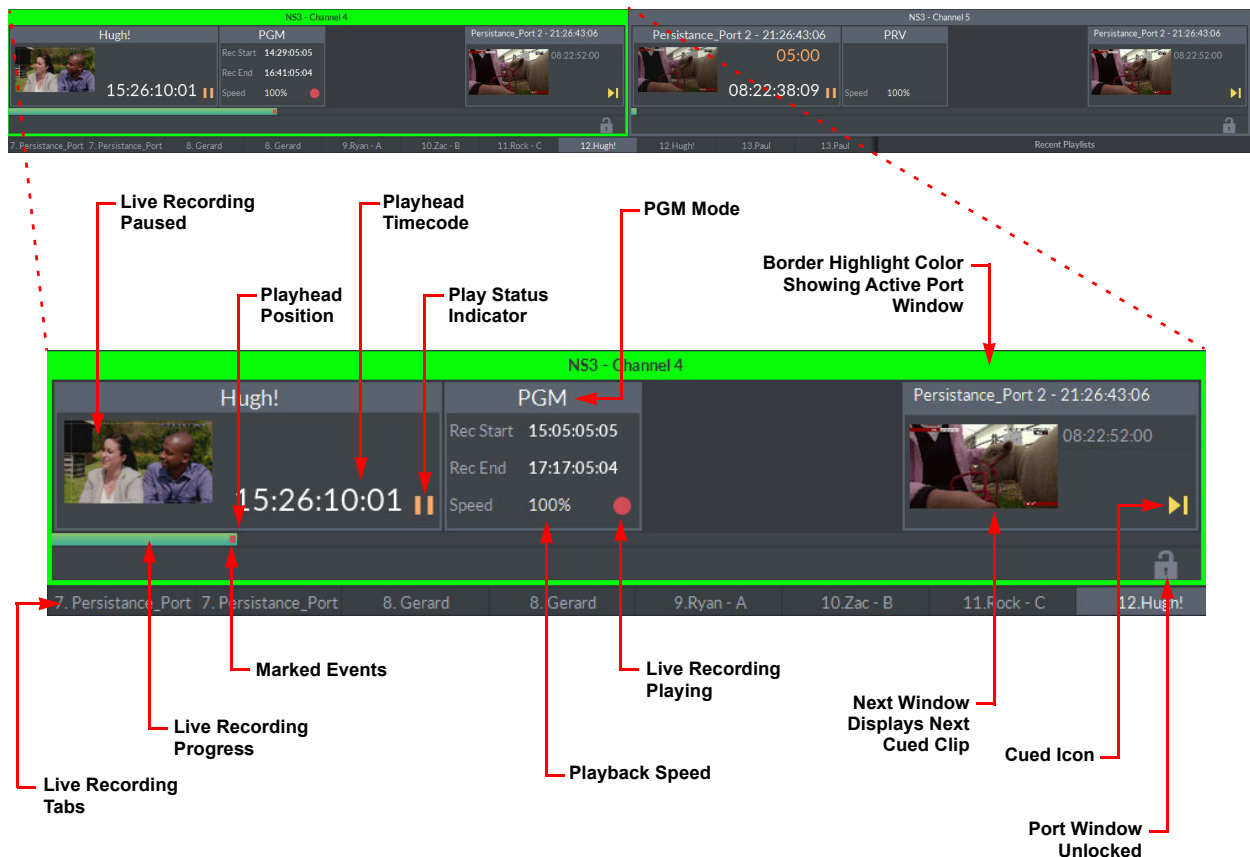 NS3 - Channel 4
NS3 - Channel 5
Hugh!
PGM
Persistance_Port 2 - 21:26:43:06
Persistance_Port 2 - 21:26:43:06
PRV
Persistance_Port 2 - 21:26:43:06
Rec Start 14:29:05:05
08:22:52:00
05:00
08:22:52:00
Rec End 16:41:05:04
15:26:10:01
Speed 100%
08:22:38:09
Speed 100%
7. Persistance_Port 7. Persistance_Port 8. Gerard 8. Gerard 9.Ryan - A 10.Zac - B 11.Rock - C 12.Hugh! 12.Hugh! 13.Paul 13.Paul Recent Playlists
Live Recording
Paused
Playhead
Timecode
PGM Mode
Border Highlight Color
Showing Active Port
Window
Playhead
Position
Play Status
Indicator
NS3 - Channel 4
Hugh!
PGM
Persistance_Port 2 - 21:26:43:06
Rec Start 15:05:05:05
08:22:52:00
Rec End 17:17:05:04
15:26:10:01
Speed 100%
7. Persistance_Port 7. Persistance_Port 8. Gerard 8. Gerard 9.Ryan - A 10.Zac - B 11.Rock - C 12.Hugh!
Marked Events
Live Recording
Playing
Next Window
Displays Next
Cued Clip
Live Recording
Progress
Cued Icon
Playback Speed
Live Recording
Tabs
Port Window
Unlocked